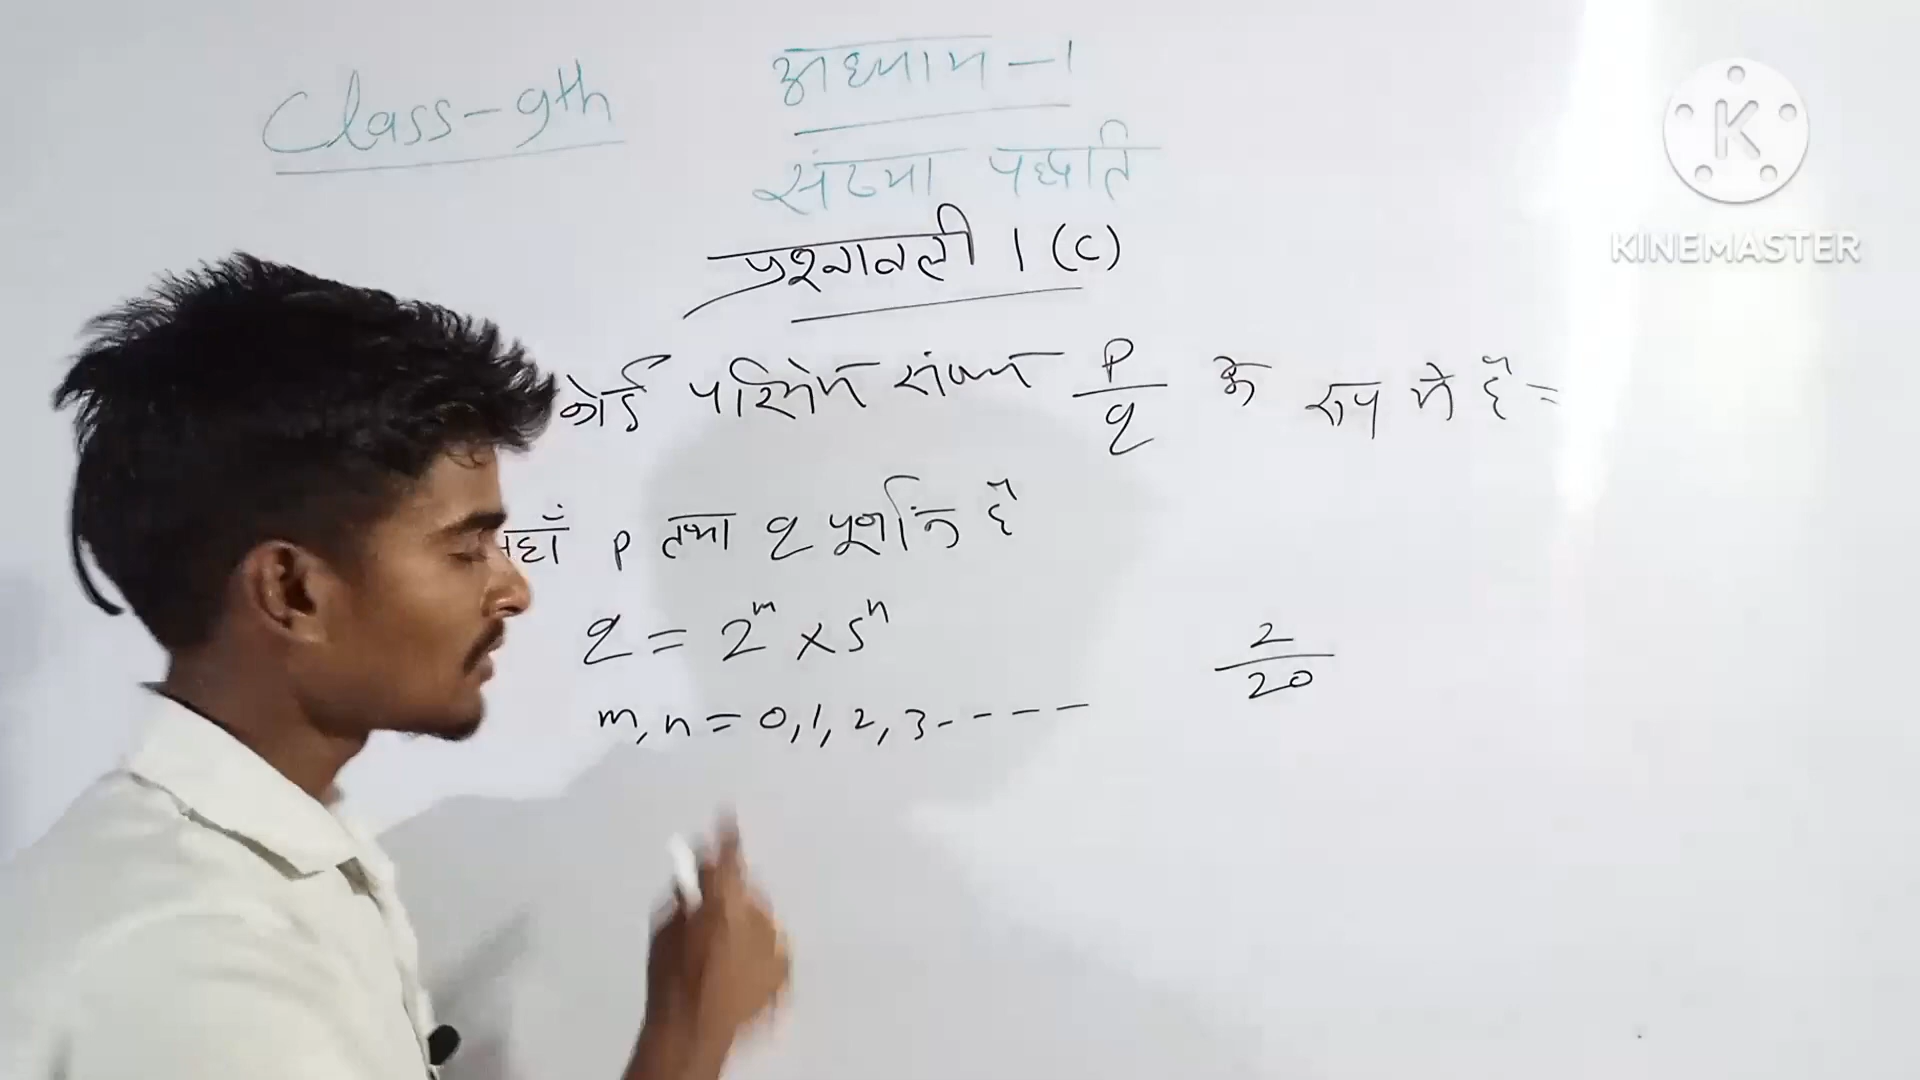 Class-9th
अध्याय-1
संख्या पद्धति
प्रश्नावली 1(C)
कोई परिमेय संख्या P/q के रूप में है =
जहाँ P तथा q पूर्णांक है
q = 2^m × 5^n
m, n = 0, 1, 2, 3 - - - -
2/20
K
KINEMASTER